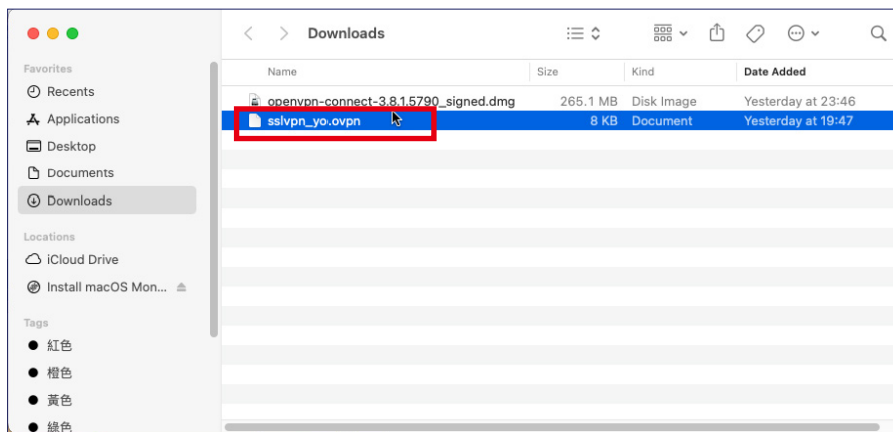 Downloads
Favorites
Recents
Applications
Desktop
Documents
Downloads
Locations
iCloud Drive
Install macOS Mon...
Tags
紅色
橙色
黃色
綠色
Name Size Kind Date Added
openvpn-connect-3.8.1.5790_signed.dmg 265.1 MB Disk Image Yesterday at 23:46
sslvpn_yo.ovpn 8 KB Document Yesterday at 19:47